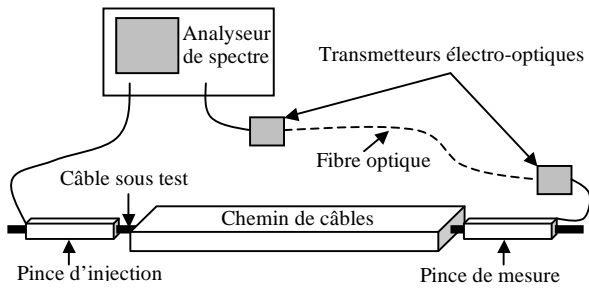 Analyseur
de spectre
Transmetteurs électro-optiques
Fibre optique
Câble sous test
Chemin de câbles
Pince d’injection
Pince de mesure